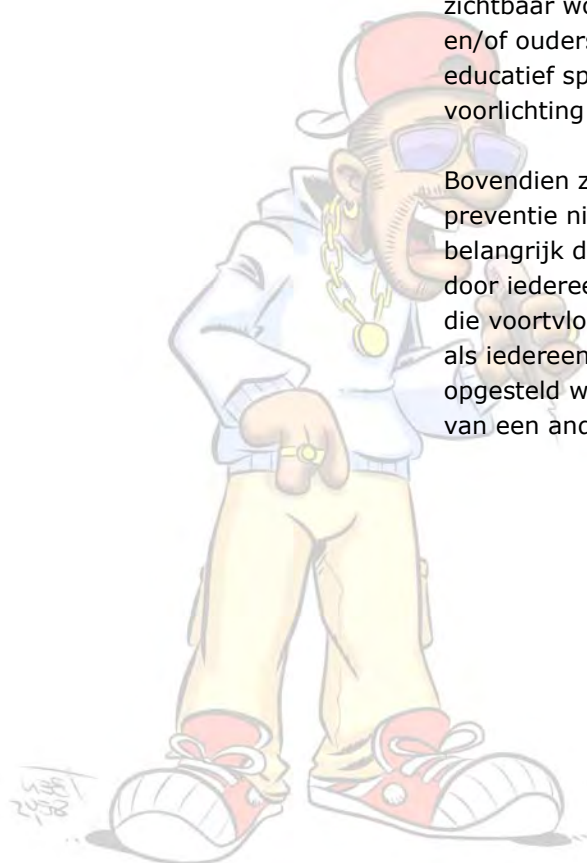 zichtbaar wo
en/of ouders
educatief sp
voorlichting
Bovendien z
preventie ni
belangrijk d
door iederee
die voortvlo
als iedereen
opgesteld w
van een and